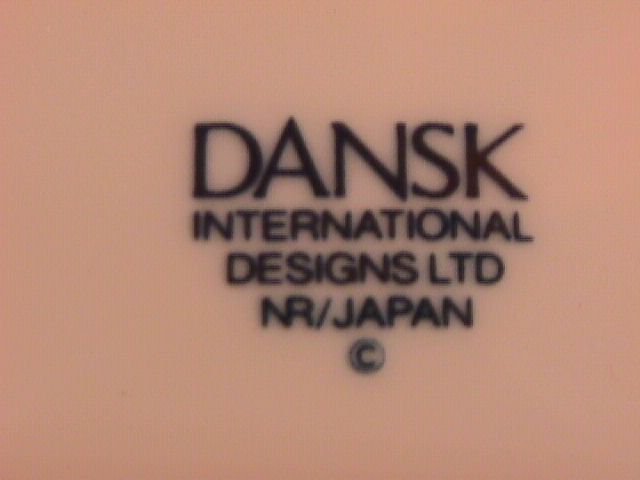 DANSK
INTERNATIONAL
DESIGNS LTD
NR/JAPAN
©